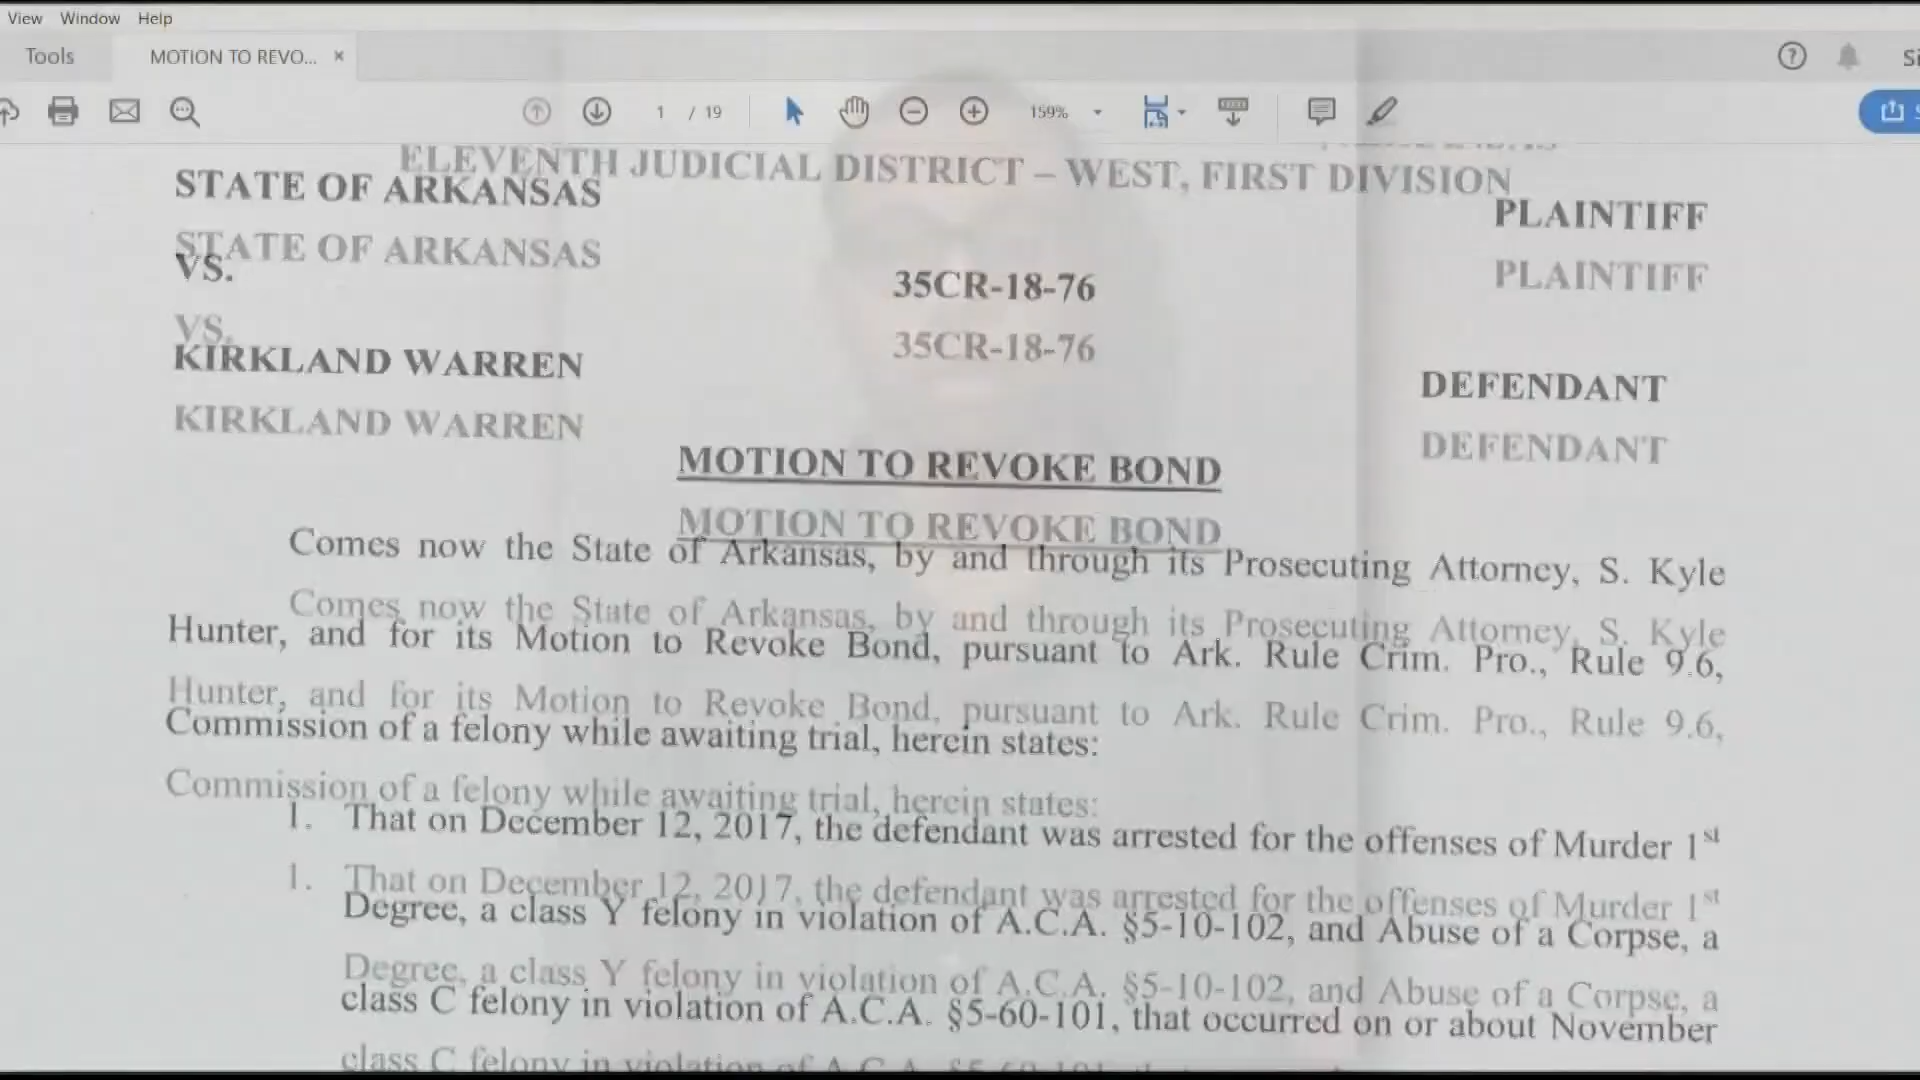 View Window Help
Tools MOTION TO REVO... ×
1 / 19 159%
ELEVENTH JUDICIAL DISTRICT – WEST, FIRST DIVISION
STATE OF ARKANSAS PLAINTIFF
STATE OF ARKANSAS PLAINTIFF
VS. 35CR-18-76
VS. 35CR-18-76
KIRKLAND WARREN DEFENDANT
KIRKLAND WARREN DEFENDANT
MOTION TO REVOKE BOND
MOTION TO REVOKE BOND
Comes now the State of Arkansas, by and through its Prosecuting Attorney, S. Kyle
Comes now the State of Arkansas, by and through its Prosecuting Attorney, S. Kyle
Hunter, and for its Motion to Revoke Bond, pursuant to Ark. Rule Crim. Pro., Rule 9.6,
Hunter, and for its Motion to Revoke Bond, pursuant to Ark. Rule Crim. Pro., Rule 9.6,
Commission of a felony while awaiting trial, herein states:
Commission of a felony while awaiting trial, herein states:
1. That on December 12, 2017, the defendant was arrested for the offenses of Murder 1st
1. That on December 12, 2017, the defendant was arrested for the offenses of Murder 1st
Degree, a class Y felony in violation of A.C.A. §5-10-102, and Abuse of a Corpse, a
Degree, a class Y felony in violation of A.C.A. §5-10-102, and Abuse of a Corpse, a
class C felony in violation of A.C.A. §5-60-101, that occurred on or about November
class C felony in violation of A.C.A. §5-60-101,